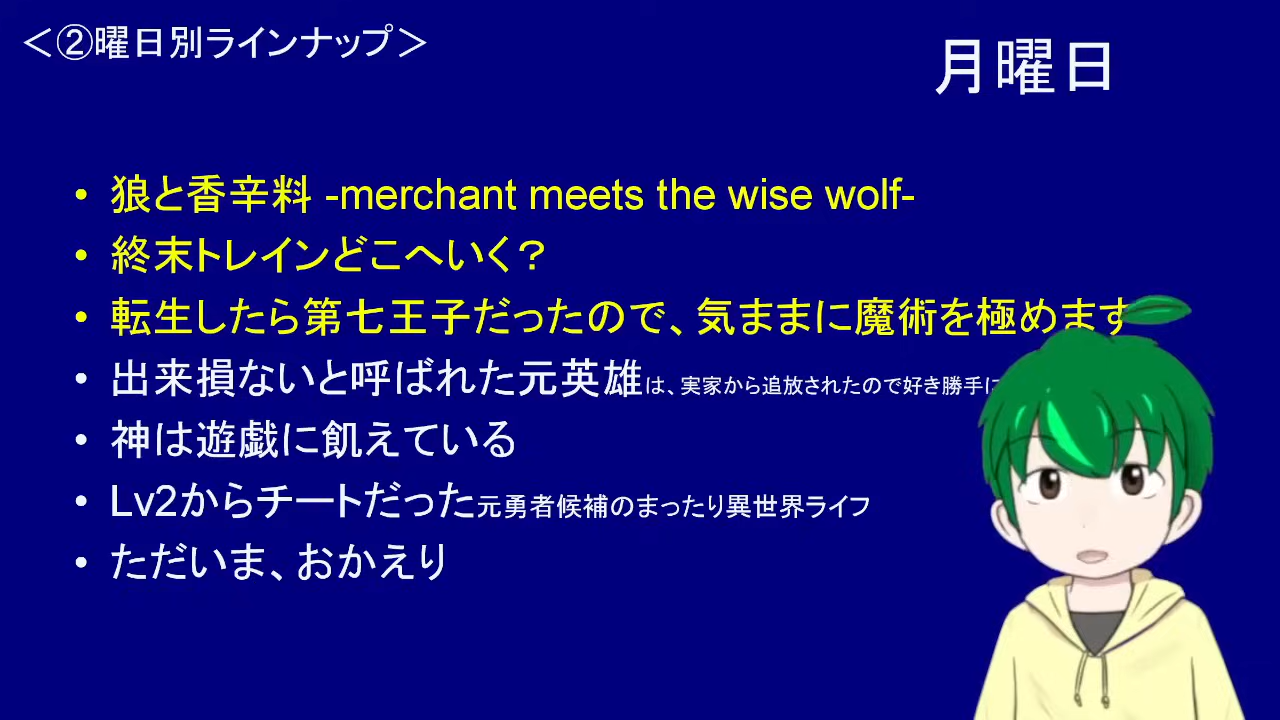 ＜②曜日別ラインナップ＞
月曜日
• 狼と香辛料 -merchant meets the wise wolf-
• 終末トレインどこへいく？
• 転生したら第七王子だったので、気ままに魔術を極めます
• 出来損ないと呼ばれた元英雄は、実家から追放されたので好き勝手に
• 神は遊戯に飢えている
• Lv2からチートだった元勇者候補のまったり異世界ライフ
• ただいま、おかえり